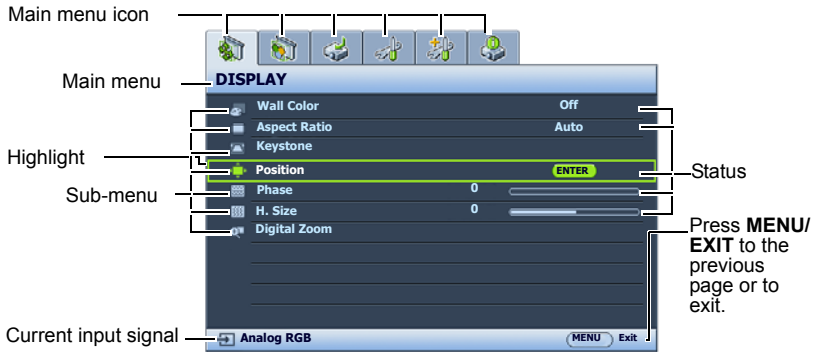 Main menu icon
Main menu
DISPLAY
Wall Color Off
Aspect Ratio Auto
Keystone
Highlight
Position ENTER
Status
Sub-menu
Phase 0
H. Size 0
Digital Zoom
Press MENU/
EXIT to the
previous
page or to
exit.
Current input signal
Analog RGB MENU Exit